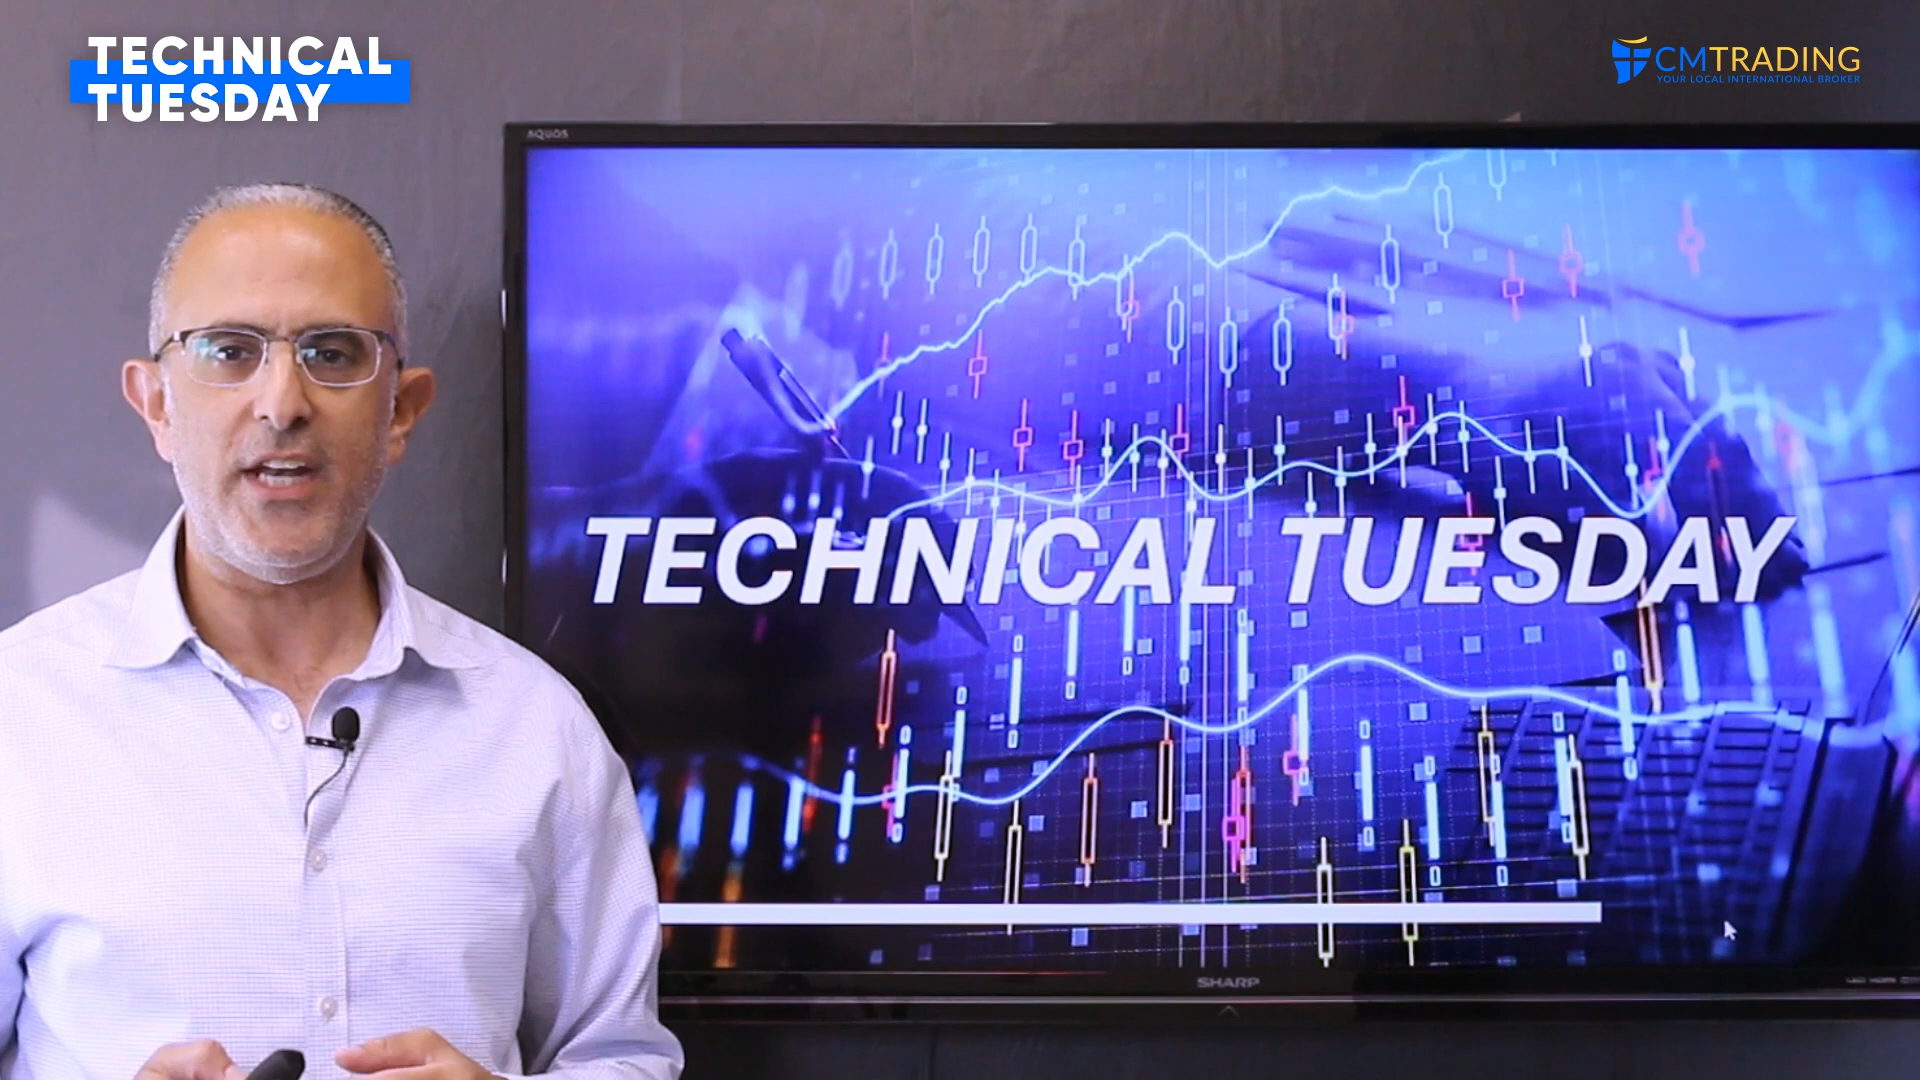 TECHNICAL
TUESDAY
CMTRADING
YOUR LOCAL INTERNATIONAL BROKER
AQUOS
TECHNICAL TUESDAY
SHARP